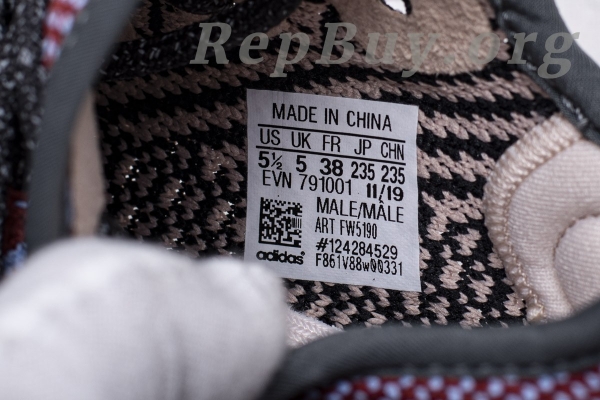 RepBuy.org
MADE IN CHINA
US UK FR JP CHN
5½ 5 38 235 235
EVN 791001 11/19
MALE/MALE
ART FW5190
#124284529
adidas
F861V88w00331